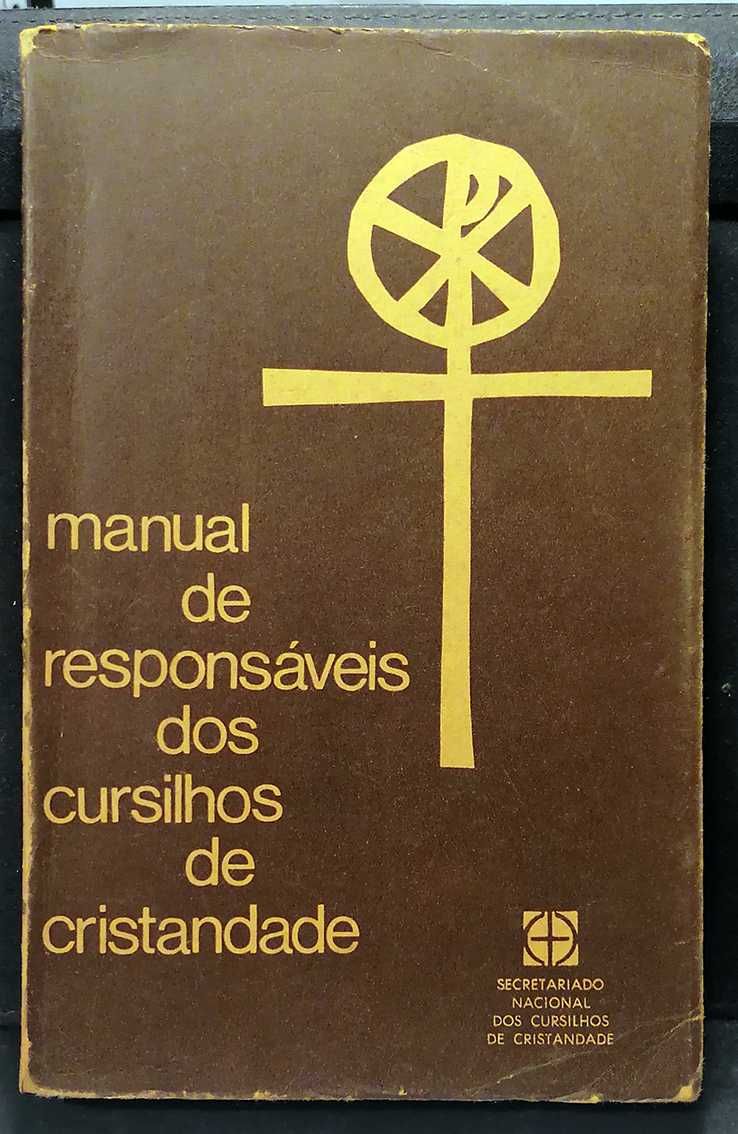 manual
de
responsáveis
dos
cursilhos
de
cristandade
SECRETARIADO
NACIONAL
DOS CURSILHOS
DE CRISTANDADE